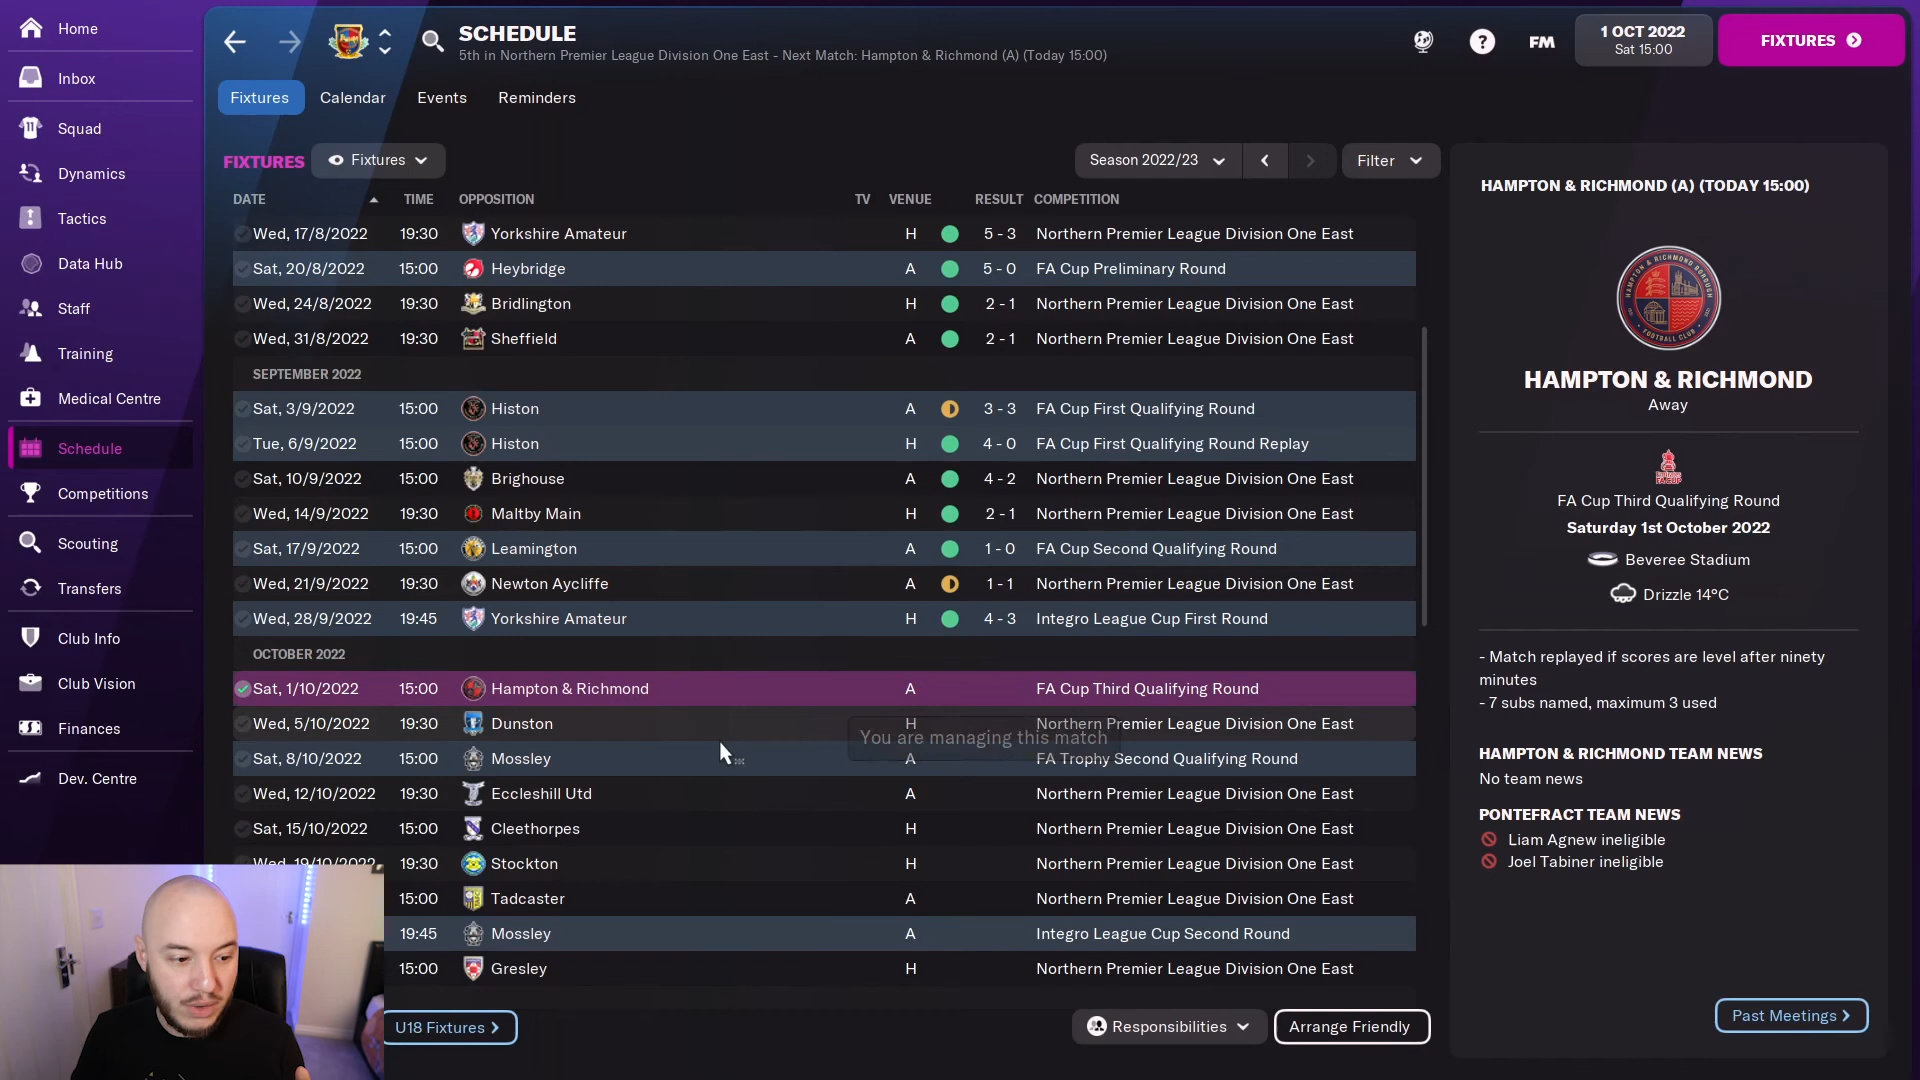 Home
Inbox
Squad
Dynamics
Tactics
Data Hub
Staff
Training
Medical Centre
Schedule
Competitions
Scouting
Transfers
Club Info
Club Vision
Finances
Dev. Centre
SCHEDULE
5th in Northern Premier League Division One East - Next Match: Hampton & Richmond (A) (Today 15:00)
FM
1 OCT 2022
Sat 15:00
FIXTURES
Fixtures Calendar Events Reminders
FIXTURES Fixtures Season 2022/23 Filter
DATE TIME OPPOSITION TV VENUE RESULT COMPETITION
Wed, 17/8/2022 19:30 Yorkshire Amateur H 5 - 3 Northern Premier League Division One East
Sat, 20/8/2022 15:00 Heybridge A 5 - 0 FA Cup Preliminary Round
Wed, 24/8/2022 19:30 Bridlington H 2 - 1 Northern Premier League Division One East
Wed, 31/8/2022 19:30 Sheffield A 2 - 1 Northern Premier League Division One East
SEPTEMBER 2022
Sat, 3/9/2022 15:00 Histon A 3 - 3 FA Cup First Qualifying Round
Tue, 6/9/2022 15:00 Histon H 4 - 0 FA Cup First Qualifying Round Replay
Sat, 10/9/2022 15:00 Brighouse A 4 - 2 Northern Premier League Division One East
Wed, 14/9/2022 19:30 Maltby Main H 2 - 1 Northern Premier League Division One East
Sat, 17/9/2022 15:00 Leamington A 1 - 0 FA Cup Second Qualifying Round
Wed, 21/9/2022 19:30 Newton Aycliffe A 1 - 1 Northern Premier League Division One East
Wed, 28/9/2022 19:45 Yorkshire Amateur H 4 - 3 Integro League Cup First Round
OCTOBER 2022
Sat, 1/10/2022 15:00 Hampton & Richmond A FA Cup Third Qualifying Round
Wed, 5/10/2022 19:30 Dunston H Northern Premier League Division One East
You are managing this match
Sat, 8/10/2022 15:00 Mossley A FA Trophy Second Qualifying Round
Wed, 12/10/2022 19:30 Eccleshill Utd A Northern Premier League Division One East
Sat, 15/10/2022 15:00 Cleethorpes H Northern Premier League Division One East
Wed, 19/10/2022 19:30 Stockton H Northern Premier League Division One East
15:00 Tadcaster A Northern Premier League Division One East
19:45 Mossley A Integro League Cup Second Round
15:00 Gresley H Northern Premier League Division One East
U18 Fixtures Responsibilities Arrange Friendly
HAMPTON & RICHMOND (A) (TODAY 15:00)
HAMPTON & RICHMOND BOROUGH
FOOTBALL CLUB
HAMPTON & RICHMOND
Away
FA Cup Third Qualifying Round
Saturday 1st October 2022
Beveree Stadium
Drizzle 14°C
- Match replayed if scores are level after ninety
minutes
- 7 subs named, maximum 3 used
HAMPTON & RICHMOND TEAM NEWS
No team news
PONTEFRACT TEAM NEWS
Liam Agnew ineligible
Joel Tabiner ineligible
Past Meetings